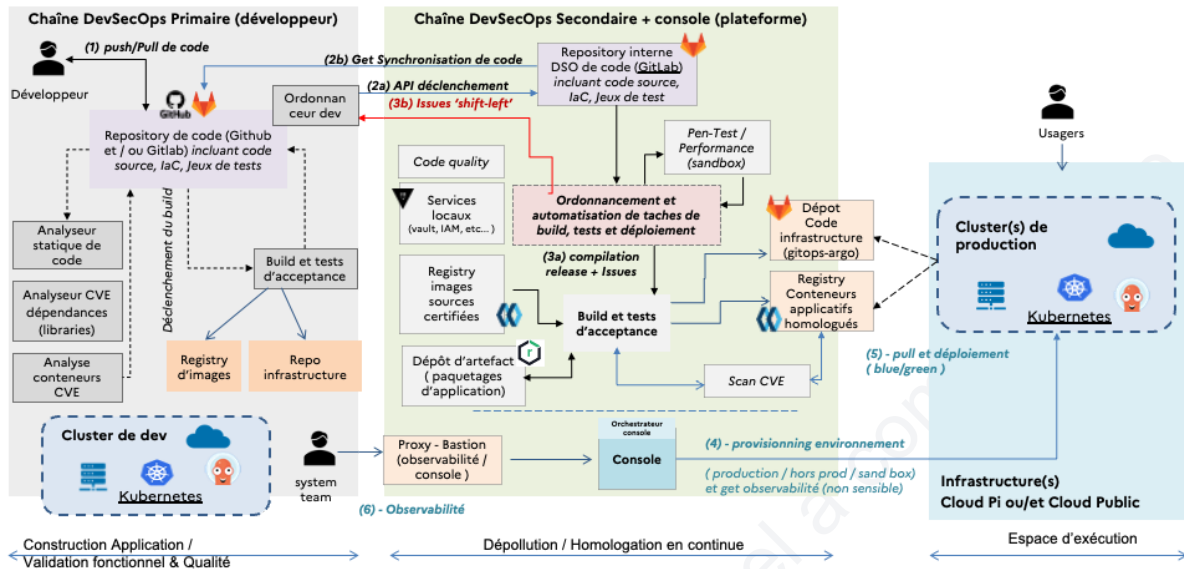 Chaîne DevSecOps Primaire (développeur)
(1) push/Pull de code
Développeur
GitHub
Ordonnan
ceur dev
Repository de code (Github
et / ou Gitlab) incluant code
source, IaC, Jeux de tests
Déclenchement du build
Analyseur
statique de
code
Build et tests
d'acceptance
Analyseur CVE
dépendances
(libraries)
Analyse
conteneurs
CVE
Registry
d'images
Repo
infrastructure
Cluster de dev
Kubernetes
system
team
Chaîne DevSecOps Secondaire + console (plateforme)
(2b) Get Synchronisation de code
(2a) API déclenchement
(3b) Issues 'shift-left'
Repository interne
DSO de code (GitLab)
incluant code source,
IaC, Jeux de test
Code quality
Pen-Test /
Performance
(sandbox)
Services
locaux
(vault, IAM, etc... )
Ordonnancement et
automatisation de taches de
build, tests et déploiement
Dépot
Code
infrastructure
(gitops-argo)
(3a) compilation
release + Issues
Registry
images
sources
certifiées
Build et tests
d'acceptance
Registry
Conteneurs
applicatifs
homologués
Dépôt d'artefact
( paquetages
d'application)
r
Scan CVE
Proxy - Bastion
(observabilité /
console )
Orchestrateur
console
Console
(4) - provisionning environnement
( production / hors prod / sand box)
et get observabilité (non sensible)
(6) - Observabilité
Usagers
Cluster(s) de
production
Kubernetes
(5) - pull et déploiement
( blue/green )
Infrastructure(s)
Cloud Pi ou/et Cloud Public
Construction Application /
Validation fonctionnel & Qualité
Dépollution / Homologation en continue
Espace d'exécution